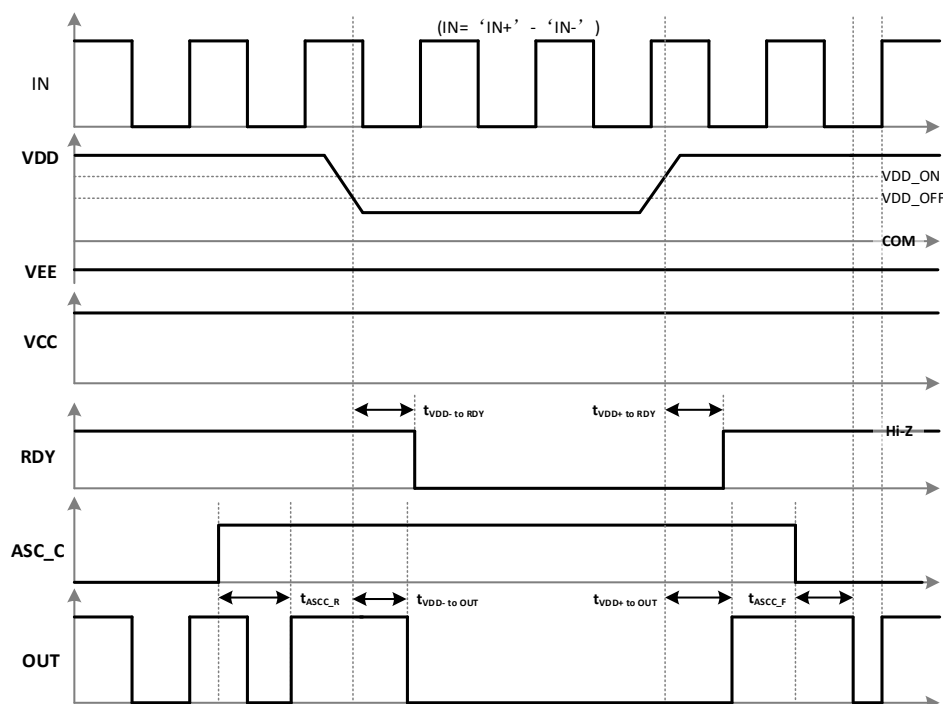 (IN= ‘IN+’ - ‘IN-’ )
IN
VDD
VDD_ON
VDD_OFF
COM
VEE
VCC
tVDD- to RDY
tVDD+ to RDY
Hi-Z
RDY
ASC_C
tASCC_R
tVDD- to OUT
tVDD+ to OUT
tASCC_F
OUT